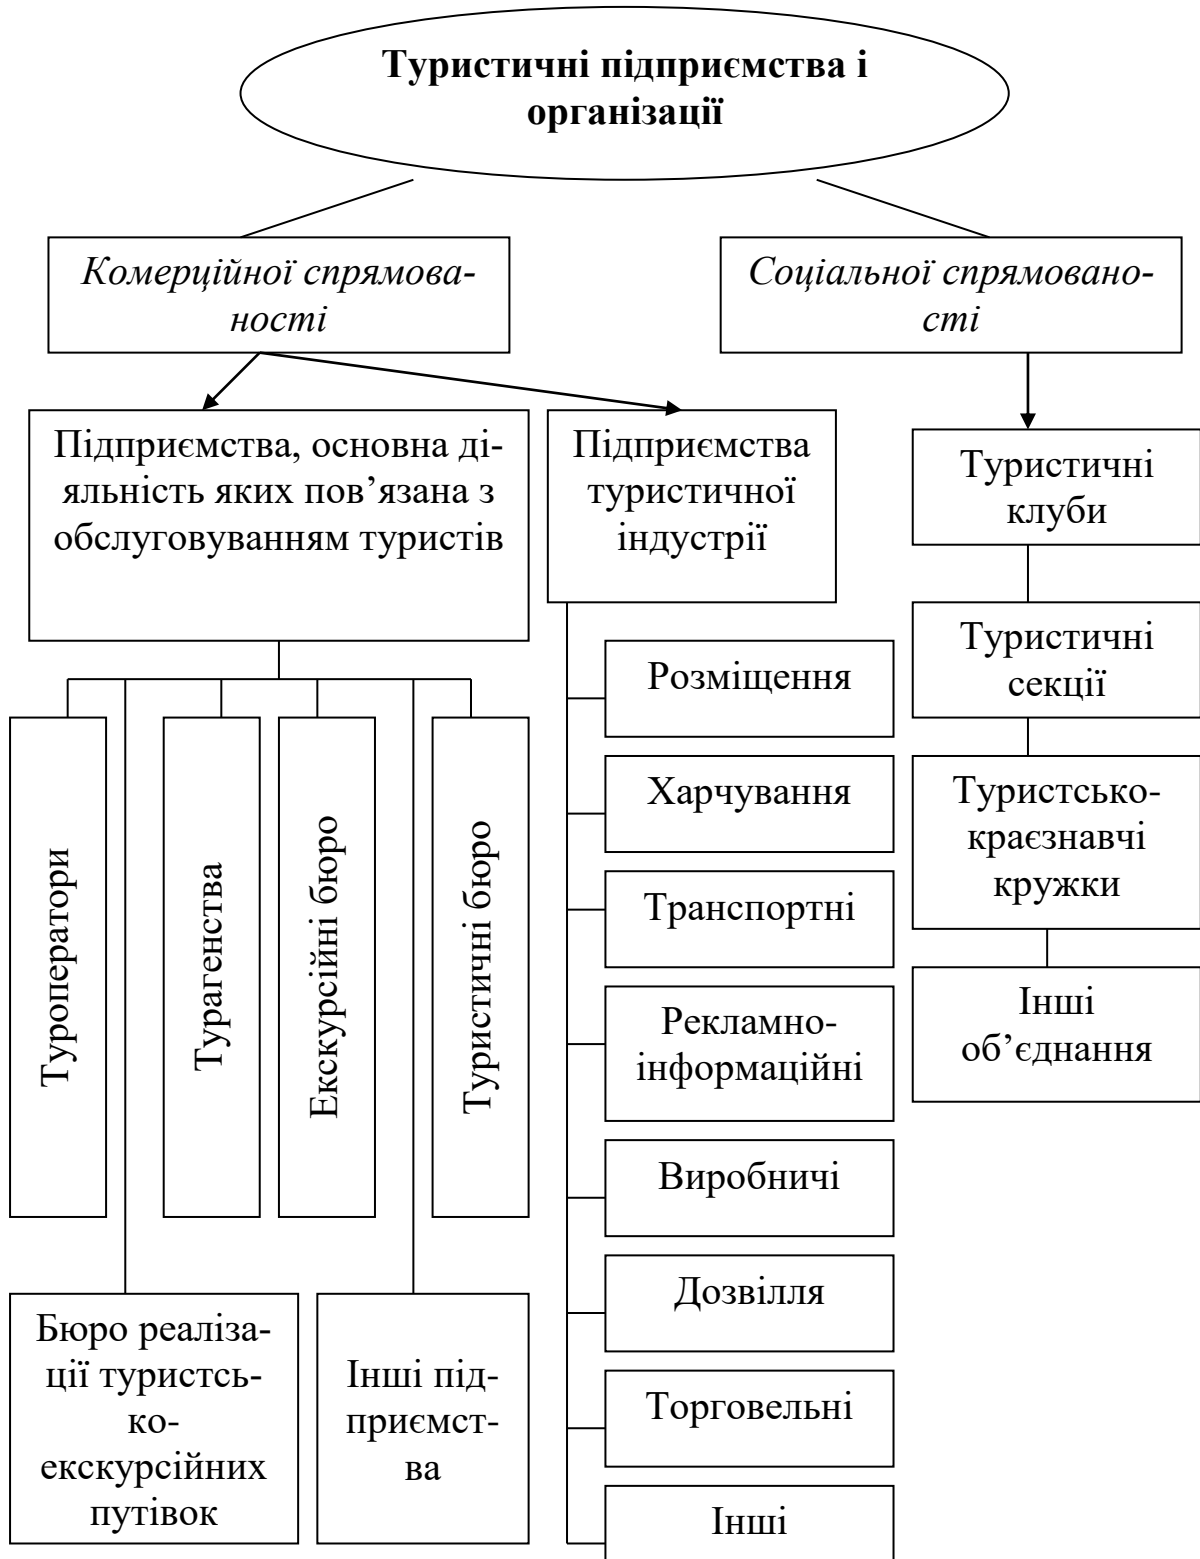 Туристичні підприємства і
організації
Комерційної спрямова-
ності
Соціальної спрямовано-
сті
Підприємства, основна ді-
яльність яких пов’язана з
обслуговуванням туристів
Підприємства
туристичної
індустрії
Туристичні
клуби
Туристичні
секції
Туристсько-
краєзнавчі
кружки
Інші
об’єднання
Туроператори
Турагенства
Екскурсійні бюро
Туристичні бюро
Бюро реаліза-
ції туристсь-
ко-
екскурсійних
путівок
Інші під-
приємст-
ва
Розміщення
Харчування
Транспортні
Рекламно-
інформаційні
Виробничі
Дозвілля
Торговельні
Інші